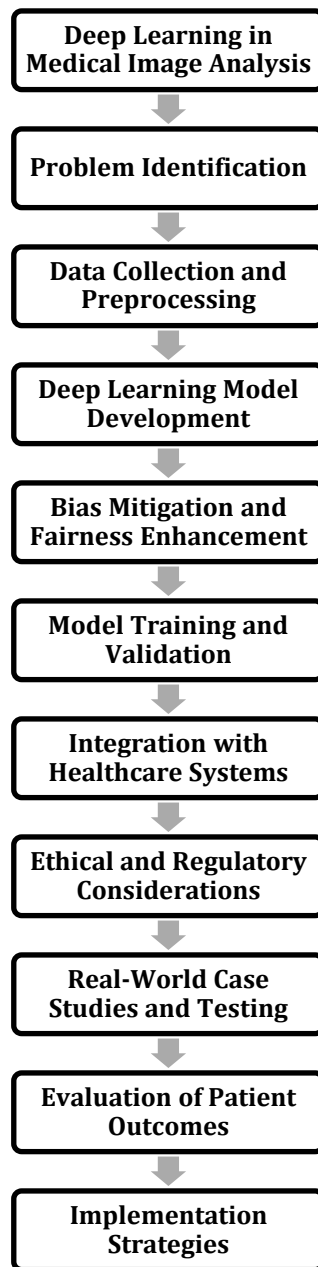 Deep Learning in
Medical Image Analysis
Problem Identification
Data Collection and
Preprocessing
Deep Learning Model
Development
Bias Mitigation and
Fairness Enhancement
Model Training and
Validation
Integration with
Healthcare Systems
Ethical and Regulatory
Considerations
Real-World Case
Studies and Testing
Evaluation of Patient
Outcomes
Implementation
Strategies